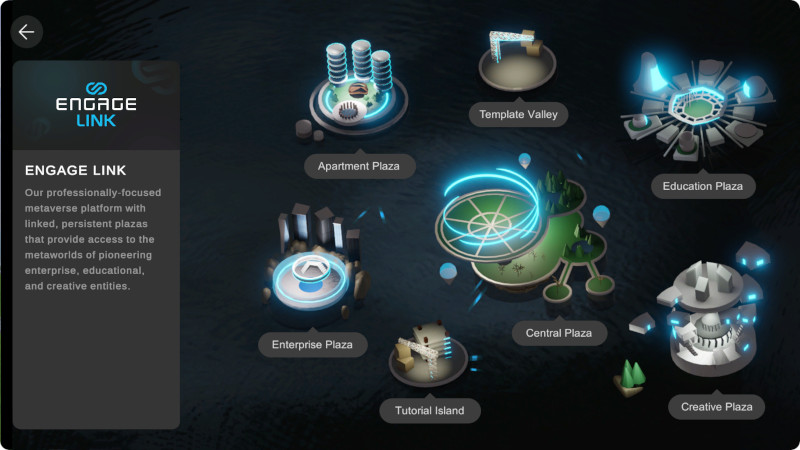 ENGAGE
LINK
ENGAGE LINK
Our professionally-focused
metaverse platform with
linked, persistent plazas
that provide access to the
metaworlds of pioneering
enterprise, educational,
and creative entities.
Apartment Plaza
Template Valley
Education Plaza
Enterprise Plaza
Central Plaza
Tutorial Island
Creative Plaza